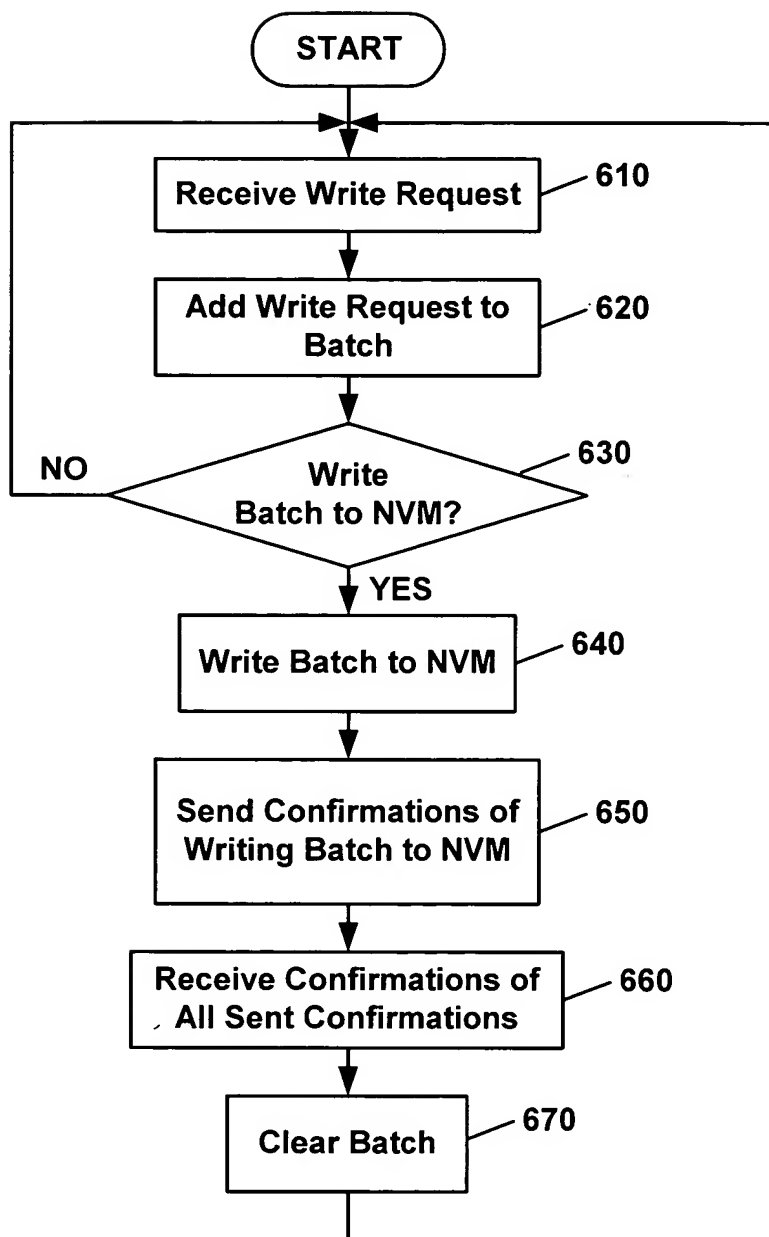 START
Receive Write Request
610
Add Write Request to
Batch
620
630
NO
Write
Batch to NVM?
YES
Write Batch to NVM
640
Send Confirmations of
Writing Batch to NVM
650
Receive Confirmations of
All Sent Confirmations
660
Clear Batch
670